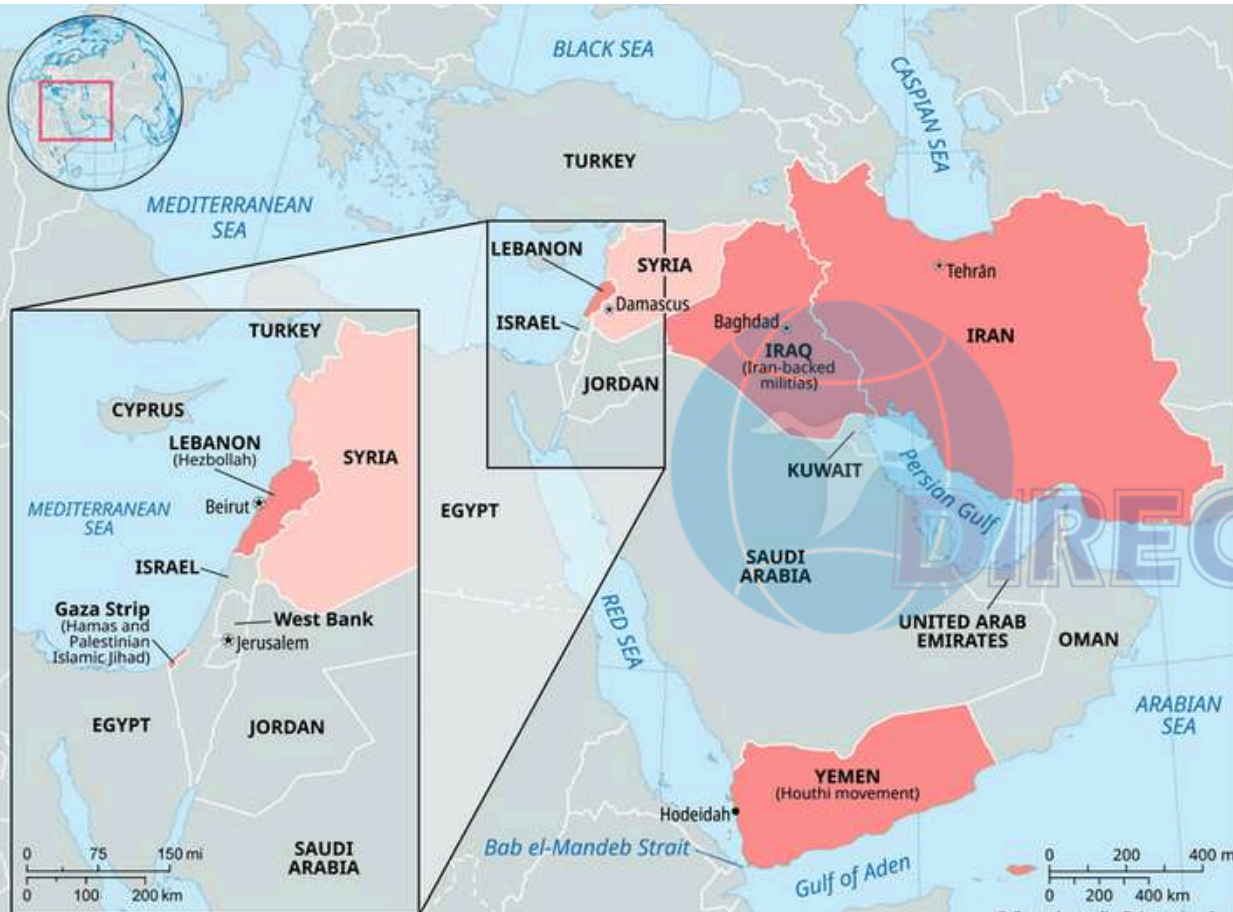 BLACK SEA
CASPIAN SEA
TURKEY
MEDITERRANEAN
SEA
LEBANON
SYRIA
Tehrān
Damascus
ISRAEL
Baghdad
IRAN
IRAQ
(Iran-backed
militias)
JORDAN
KUWAIT
Persian Gulf
EGYPT
SAUDI
ARABIA
DIREC
RED SEA
UNITED ARAB
EMIRATES
OMAN
ARABIAN
SEA
YEMEN
(Houthi movement)
Hodeidah
Bab el-Mandeb Strait
Gulf of Aden
0 200 400 m
0 200 400 km
TURKEY
CYPRUS
LEBANON
(Hezbollah)
SYRIA
Beirut
MEDITERRANEAN
SEA
ISRAEL
Gaza Strip
(Hamas and
Palestinian
Islamic Jihad)
West Bank
Jerusalem
EGYPT
JORDAN
SAUDI
ARABIA
0 75 150 mi
0 100 200 km